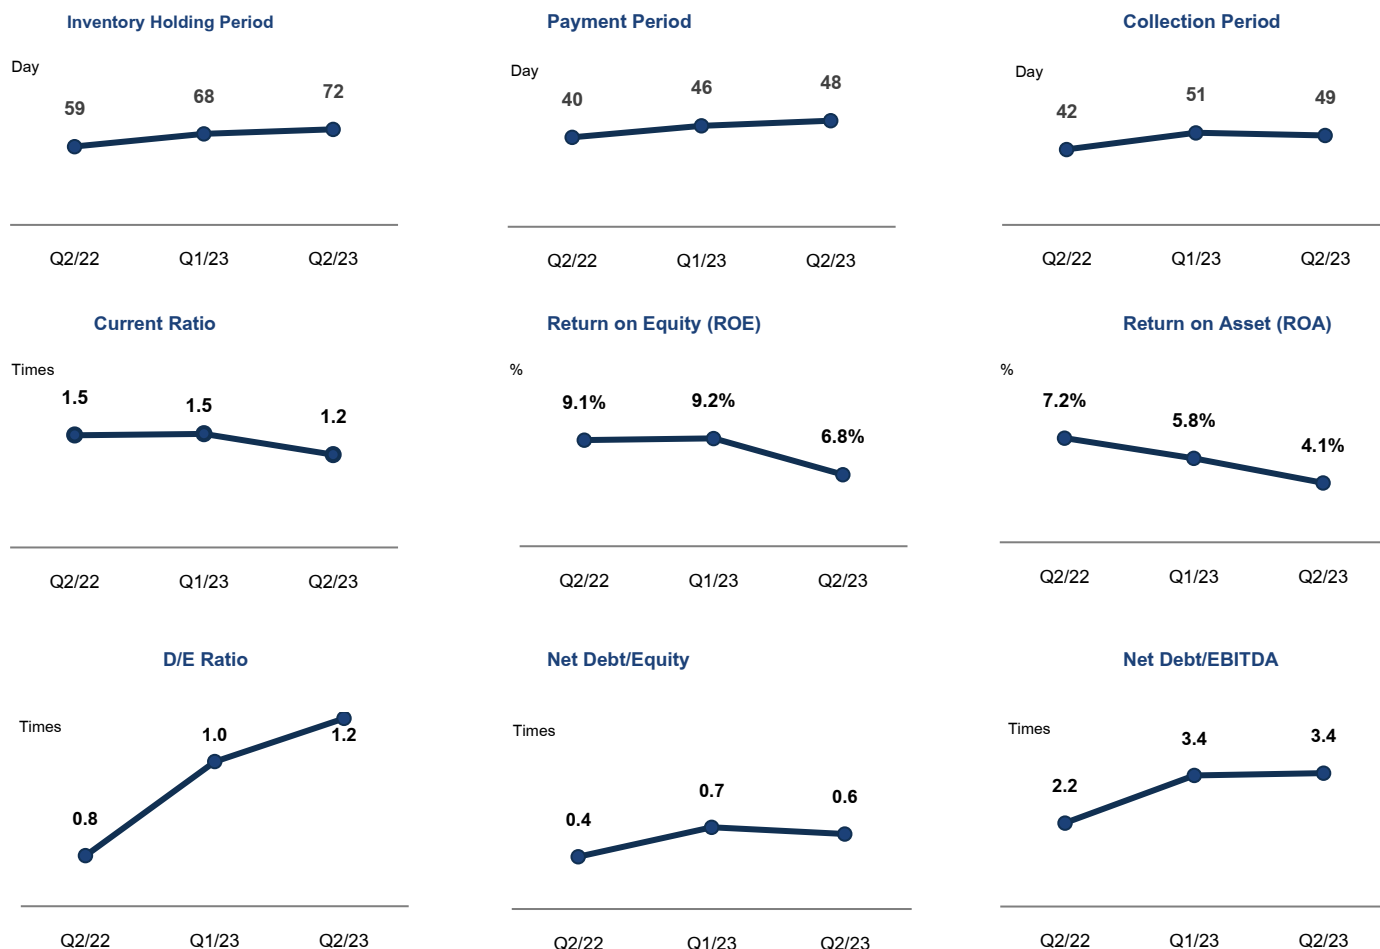 Inventory Holding Period
Payment Period
Collection Period
Day
Day
Day
59
68
72
40
46
48
42
51
49
Q2/22 Q1/23 Q2/23
Q2/22 Q1/23 Q2/23
Q2/22 Q1/23 Q2/23
Current Ratio
Return on Equity (ROE)
Return on Asset (ROA)
Times
%
%
1.5
1.5
1.2
9.1%
9.2%
6.8%
7.2%
5.8%
4.1%
Q2/22 Q1/23 Q2/23
Q2/22 Q1/23 Q2/23
Q2/22 Q1/23 Q2/23
D/E Ratio
Net Debt/Equity
Net Debt/EBITDA
Times
Times
Times
0.8
1.0
1.2
0.4
0.7
0.6
2.2
3.4
3.4
Q2/22 Q1/23 Q2/23
Q2/22 Q1/23 Q2/23
Q2/22 Q1/23 Q2/23